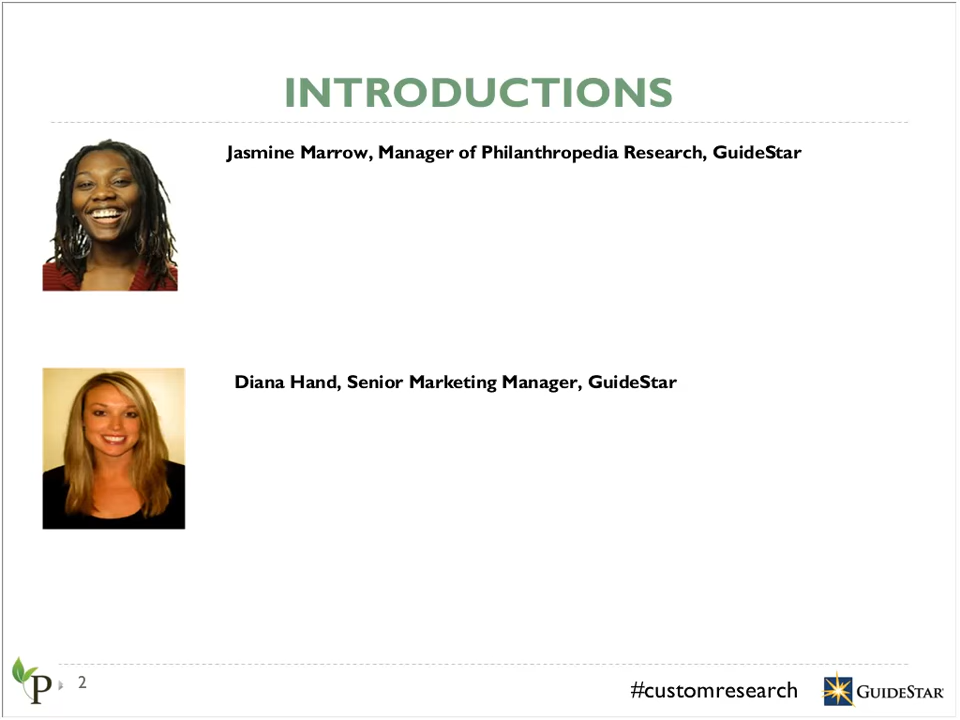 INTRODUCTIONS
Jasmine Marrow, Manager of Philanthropedia Research, GuideStar
Diana Hand, Senior Marketing Manager, GuideStar
P
2
#customresearch
GUIDESTAR